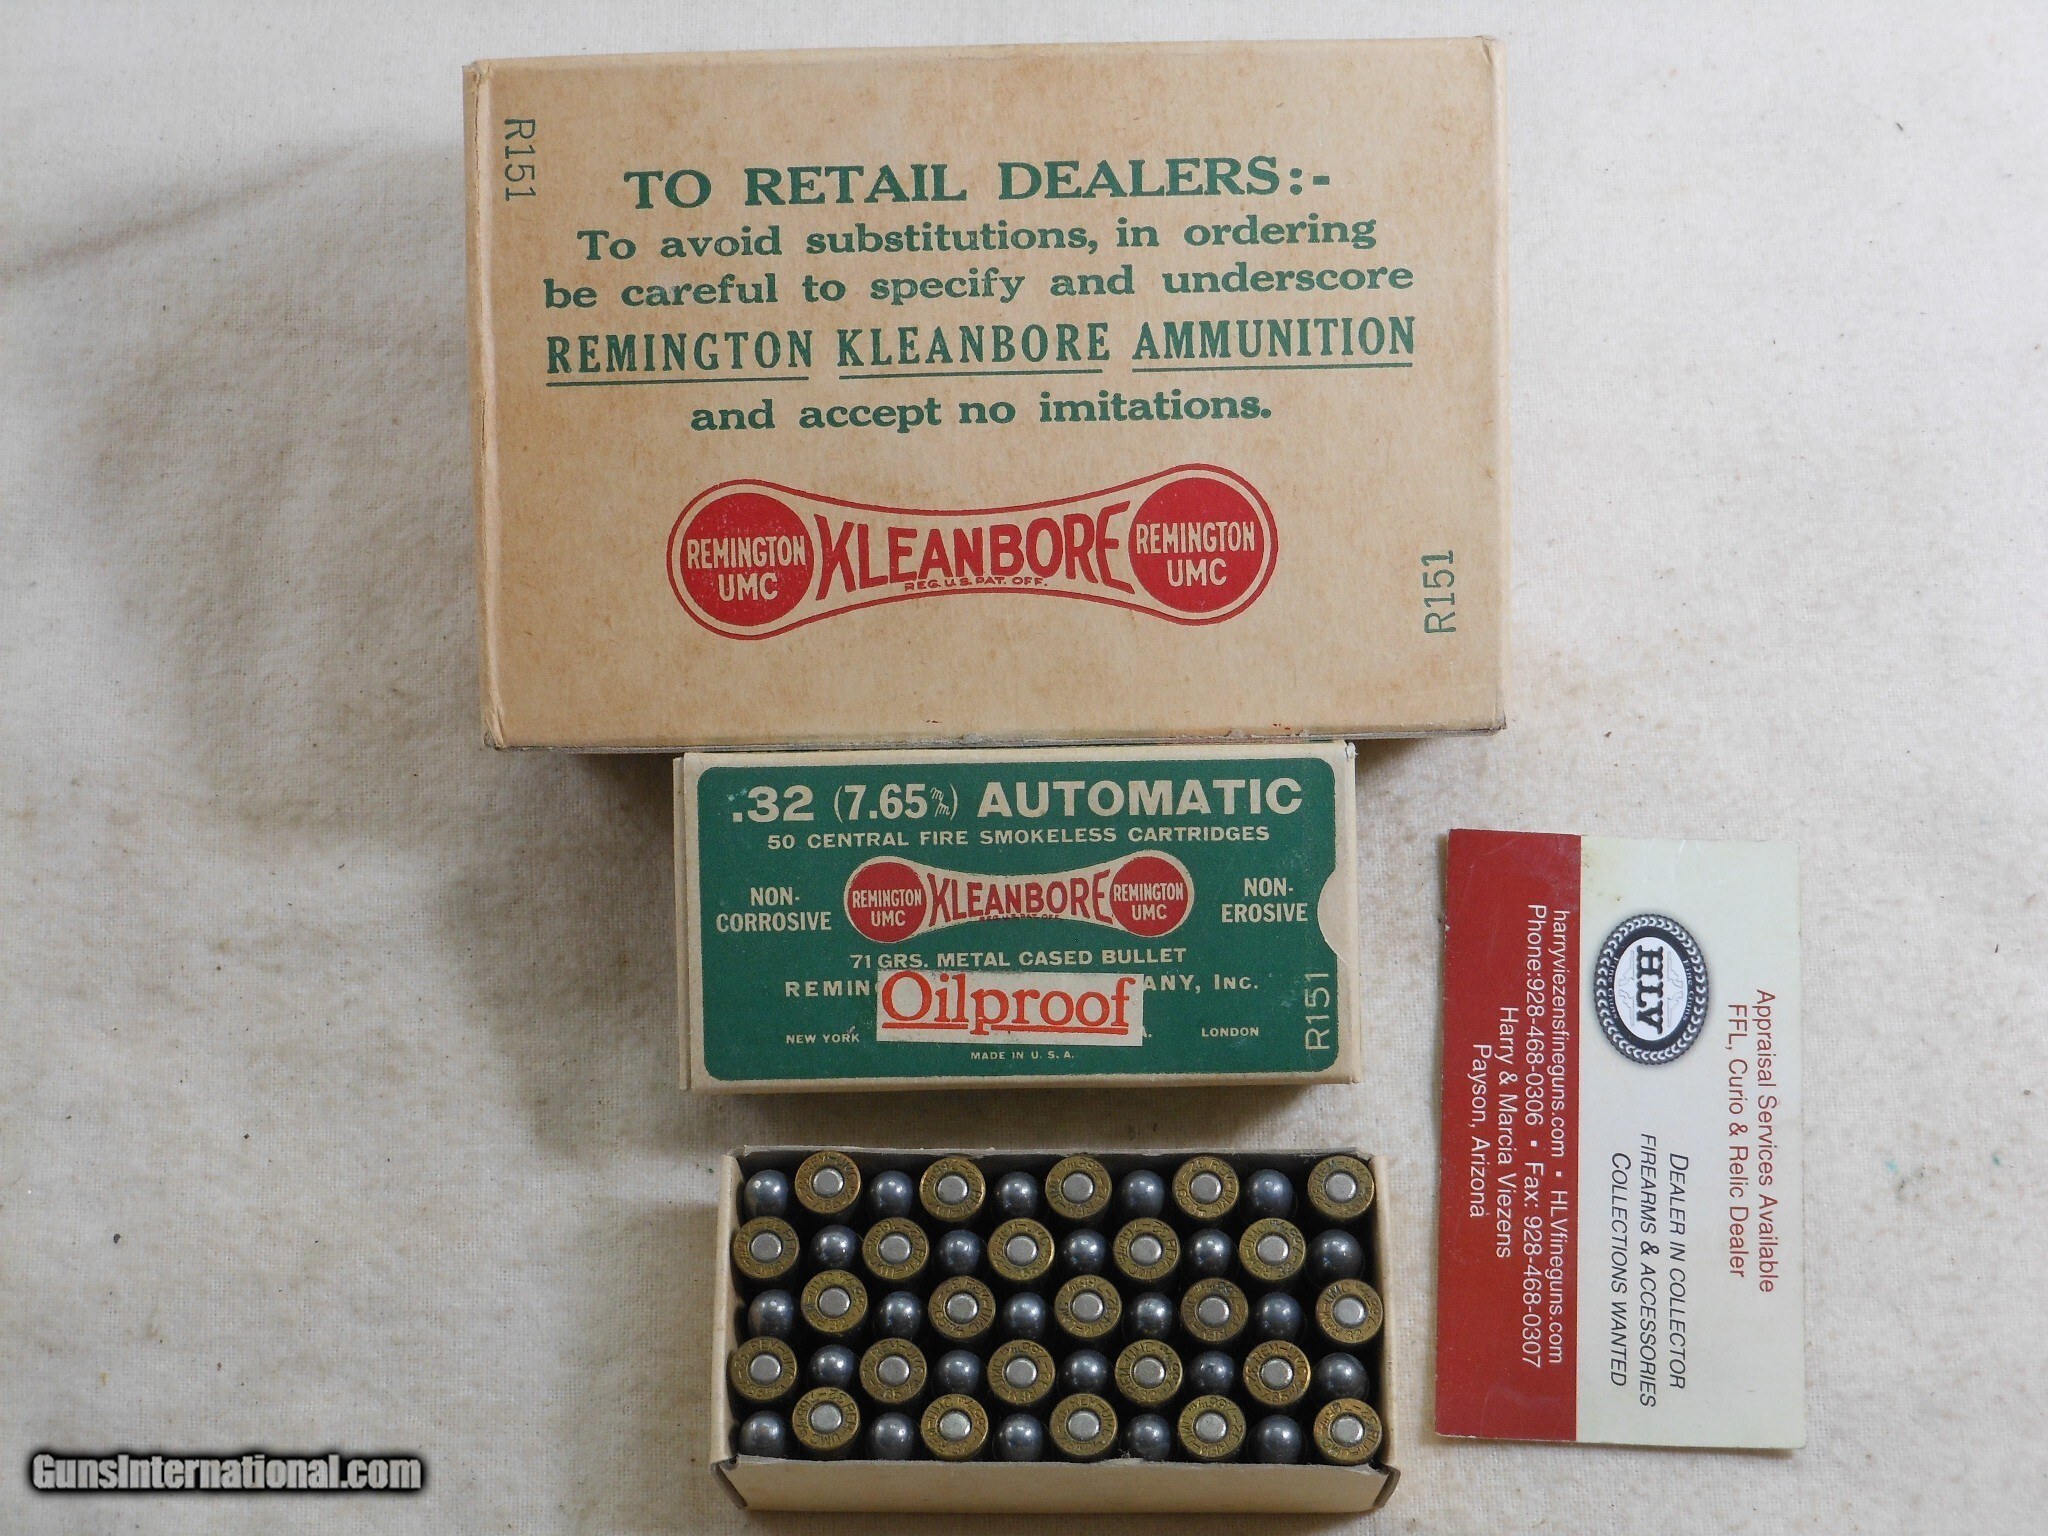 R151
TO RETAIL DEALERS:-
To avoid substitutions, in ordering
be careful to specify and underscore
REMINGTON KLEANBORE AMMUNITION
and accept no imitations.
REMINGTON UMC KLEANBORE REMINGTON UMC
REG. U.S. PAT. OFF.
R151
.32 (7.65 m/m) AUTOMATIC
50 CENTRAL FIRE SMOKELESS CARTRIDGES
NON-
CORROSIVE
REMINGTON UMC KLEANBORE REMINGTON UMC
REG. U.S. PAT. OFF.
NON-
EROSIVE
71 GRS. METAL CASED BULLET
REMIN ANY, INC.
Oilproof
NEW YORK LONDON
MADE IN U. S. A.
R151
Appraisal Services Available
FFL, Curio & Relic Dealer
HLV
DEALER IN COLLECTOR
FIREARMS & ACCESSORIES
COLLECTIONS WANTED
harryviezensfineguns.com • HLVfineguns.com
Phone:928-468-0306 • Fax: 928-468-0307
Harry & Marcia Viezens
Payson, Arizona
GunsInternational.com